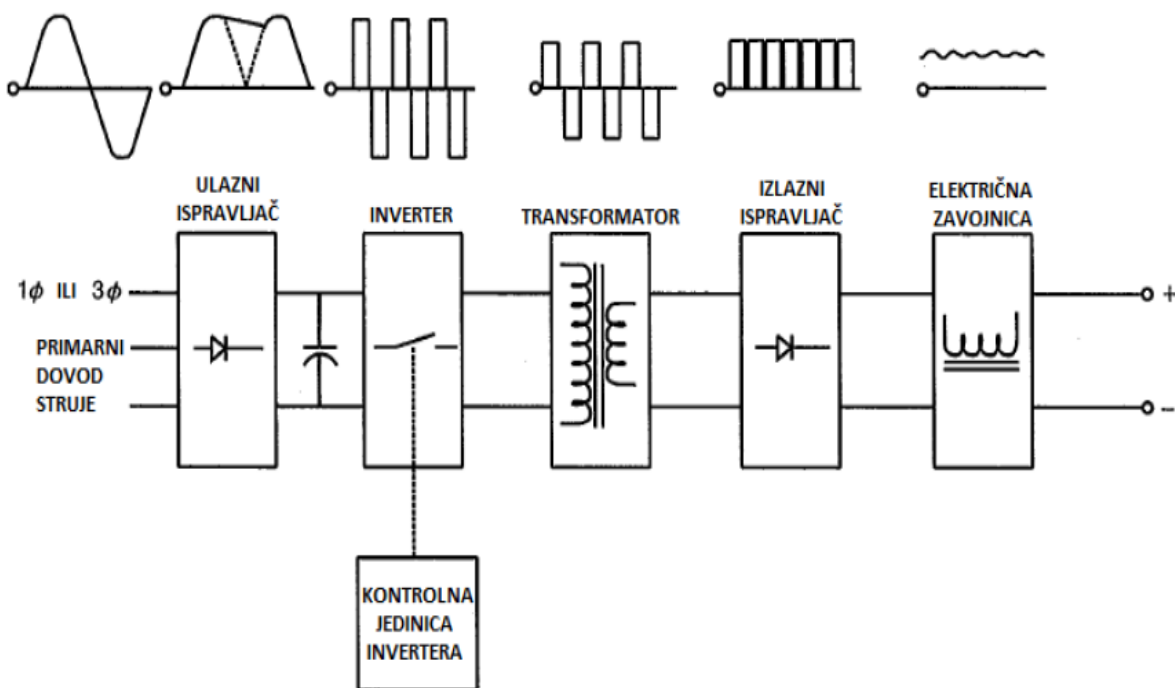 ULAZNI
ISPRAVLJAČ
INVERTER
TRANSFORMATOR
IZLAZNI
ISPRAVLJAČ
ELEKTRIČNA
ZAVOJNICA
1ϕ ILI 3ϕ
PRIMARNI
DOVOD
STRUJE
+
–
KONTROLNA
JEDINICA
INVERTERA